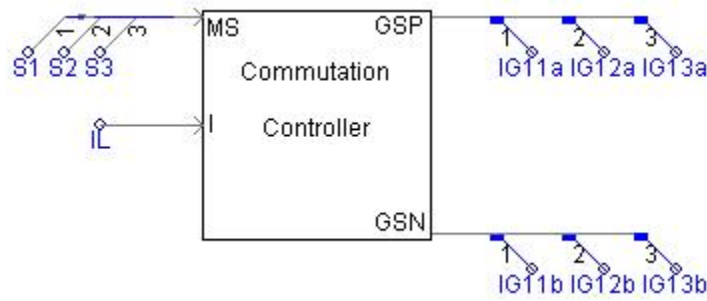 1 2 3
S1 S2 S3
MS GSP
Commutation
I Controller
IL
GSN
1 2 3
IG11a IG12a IG13a
1 2 3
IG11b IG12b IG13b